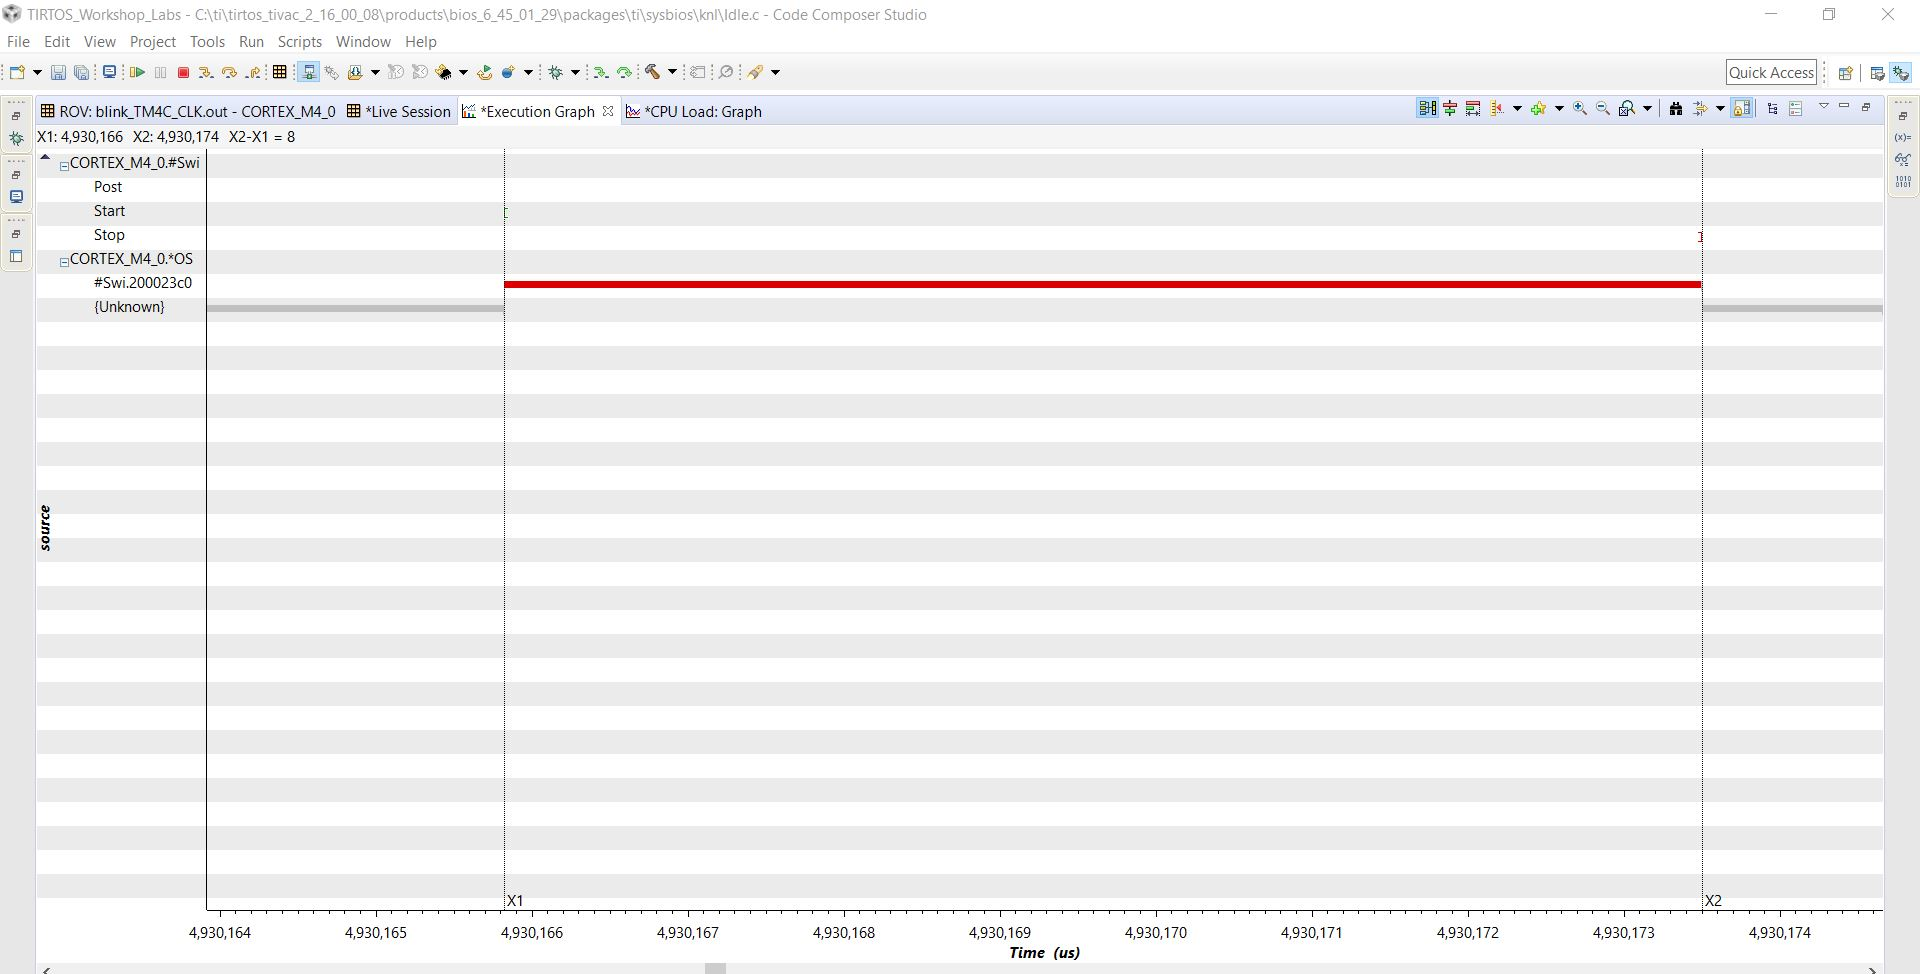 TIRTOS_Workshop_Labs - C:\ti\tirtos_tivac_2_16_00_08\products\bios_6_45_01_29\packages\ti\sysbios\knl\Idle.c - Code Composer Studio
File Edit View Project Tools Run Scripts Window Help
Quick Access
ROV: blink_TM4C_CLK.out - CORTEX_M4_0 *Live Session *Execution Graph *CPU Load: Graph
X1: 4,930,166 X2: 4,930,174 X2-X1 = 8
CORTEX_M4_0.#Swi
Post
Start
Stop
CORTEX_M4_0.*OS
#Swi.200023c0
{Unknown}
source
X1 X2
4,930,164 4,930,165 4,930,166 4,930,167 4,930,168 4,930,169 4,930,170 4,930,171 4,930,172 4,930,173 4,930,174
Time (us)